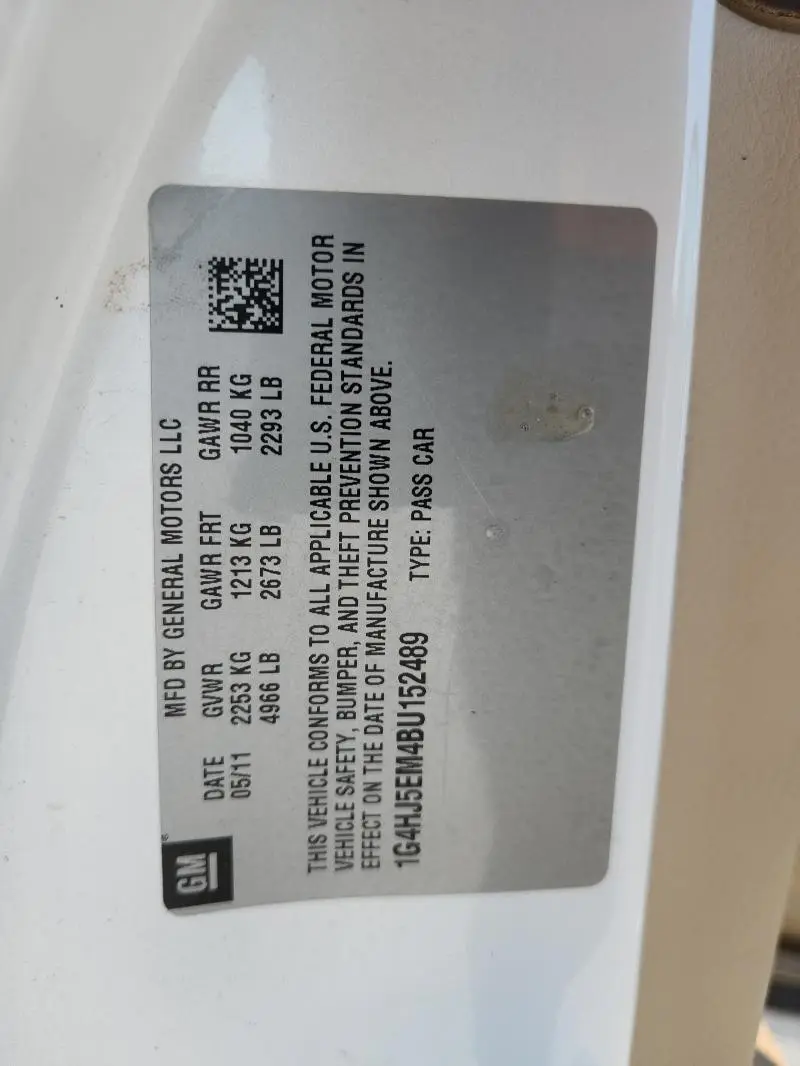 GM
MFD BY GENERAL MOTORS LLC
DATE GVWR GAWR FRT GAWR RR
05/11 2253 KG 1213 KG 1040 KG
4966 LB 2673 LB 2293 LB
THIS VEHICLE CONFORMS TO ALL APPLICABLE U.S. FEDERAL MOTOR
VEHICLE SAFETY, BUMPER, AND THEFT PREVENTION STANDARDS IN
EFFECT ON THE DATE OF MANUFACTURE SHOWN ABOVE.
1G4HJ5EM4BU152489 TYPE: PASS CAR